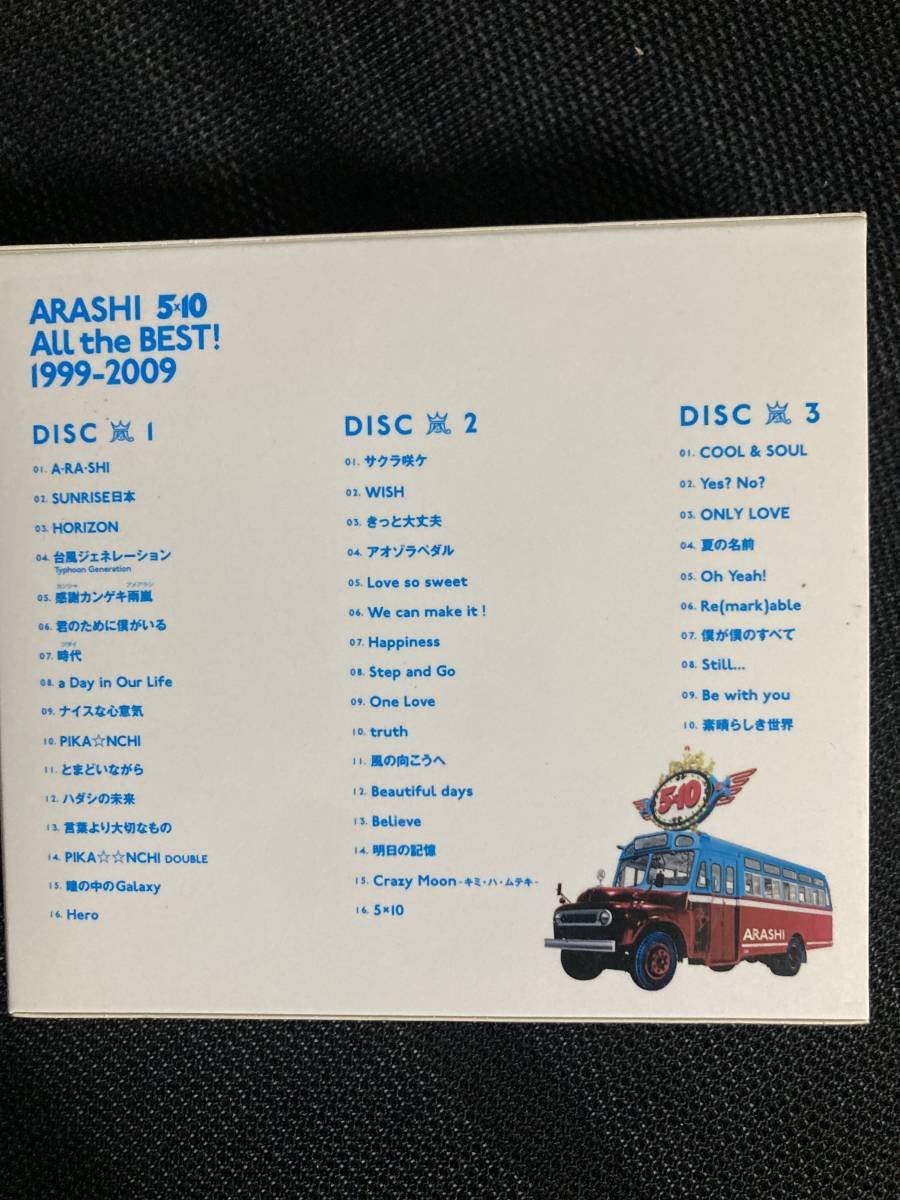 ARASHI 5×10
All the BEST!
1999-2009
DISC 嵐 1
01. A・RA・SHI
02. SUNRISE日本
03. HORIZON
04. 台風ジェネレーション
Typhoon Generation
カンシャ アメアラシ
05. 感謝カンゲキ雨嵐
06. 君のために僕がいる
ジダイ
07. 時代
08. a Day in Our Life
09. ナイスな心意気
10. PIKA☆NCHI
11. とまどいながら
12. ハダシの未来
13. 言葉より大切なもの
14. PIKA☆☆NCHI DOUBLE
15. 瞳の中のGalaxy
16. Hero
DISC 嵐 2
01. サクラ咲ケ
02. WISH
03. きっと大丈夫
04. アオゾラペダル
05. Love so sweet
06. We can make it !
07. Happiness
08. Step and Go
09. One Love
10. truth
11. 風の向こうへ
12. Beautiful days
13. Believe
14. 明日の記憶
15. Crazy Moon-キミ・ハ・ムテキ-
16. 5×10
DISC 嵐 3
01. COOL & SOUL
02. Yes? No?
03. ONLY LOVE
04. 夏の名前
05. Oh Yeah!
06. Re(mark)able
07. 僕が僕のすべて
08. Still...
09. Be with you
10. 素晴らしき世界
5×10
ARASHI